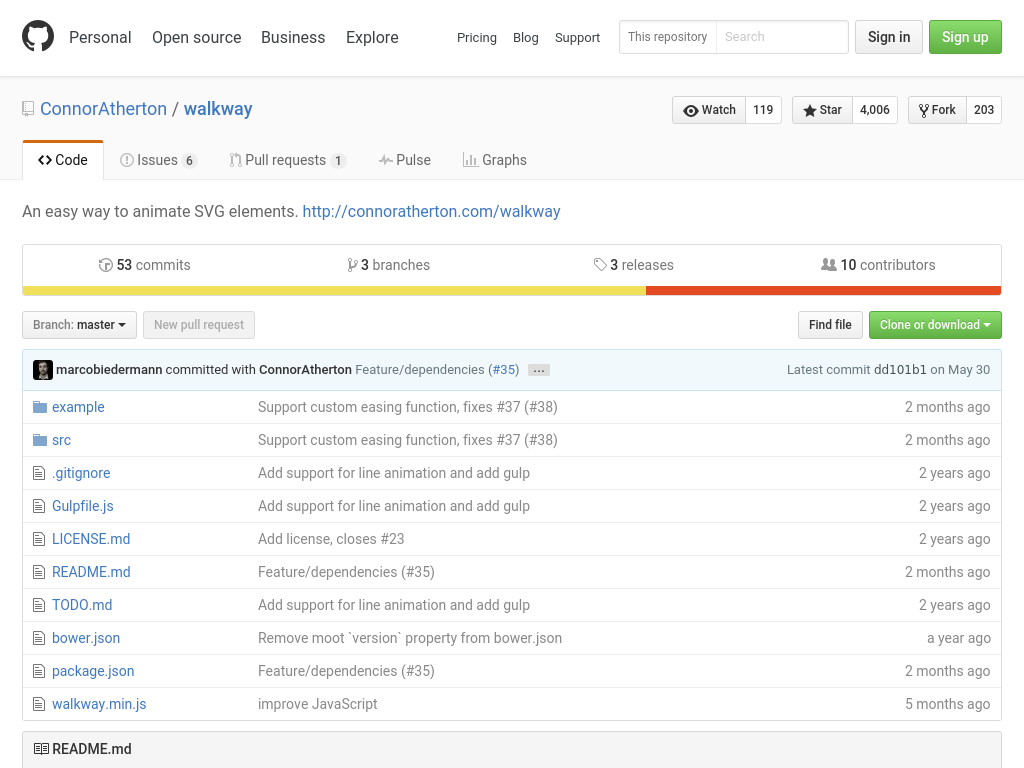 Personal Open source Business Explore Pricing Blog Support This repository Search Sign in Sign up
ConnorAtherton / walkway Watch 119 Star 4,006 Fork 203
Code Issues 6 Pull requests 1 Pulse Graphs
An easy way to animate SVG elements. http://connoratherton.com/walkway
53 commits 3 branches 3 releases 10 contributors
Branch: master New pull request Find file Clone or download
marcobiedermann committed with ConnorAtherton Feature/dependencies (#35) … Latest commit dd101b1 on May 30
example Support custom easing function, fixes #37 (#38) 2 months ago
src Support custom easing function, fixes #37 (#38) 2 months ago
.gitignore Add support for line animation and add gulp 2 years ago
Gulpfile.js Add support for line animation and add gulp 2 years ago
LICENSE.md Add license, closes #23 2 years ago
README.md Feature/dependencies (#35) 2 months ago
TODO.md Add support for line animation and add gulp 2 years ago
bower.json Remove moot `version` property from bower.json a year ago
package.json Feature/dependencies (#35) 2 months ago
walkway.min.js improve JavaScript 5 months ago
README.md